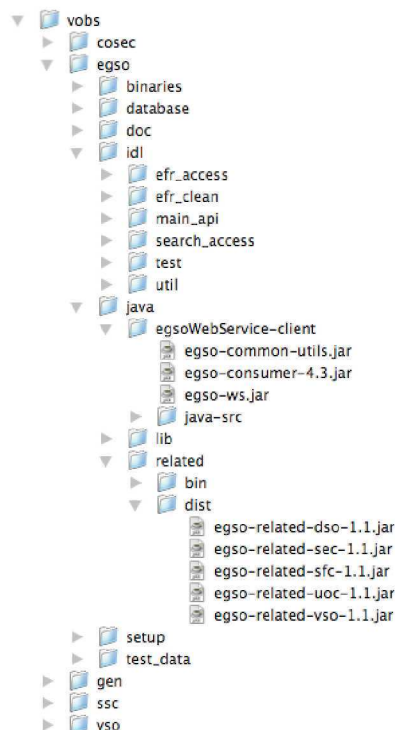 vobs
cosec
egso
binaries
database
doc
idl
efr_access
efr_clean
main_api
search_access
test
util
java
egsoWebService-client
egso-common-utils.jar
egso-consumer-4.3.jar
egso-ws.jar
java-src
lib
related
bin
dist
egso-related-dso-1.1.jar
egso-related-sec-1.1.jar
egso-related-sfc-1.1.jar
egso-related-uoc-1.1.jar
egso-related-vso-1.1.jar
setup
test_data
gen
ssc
vso